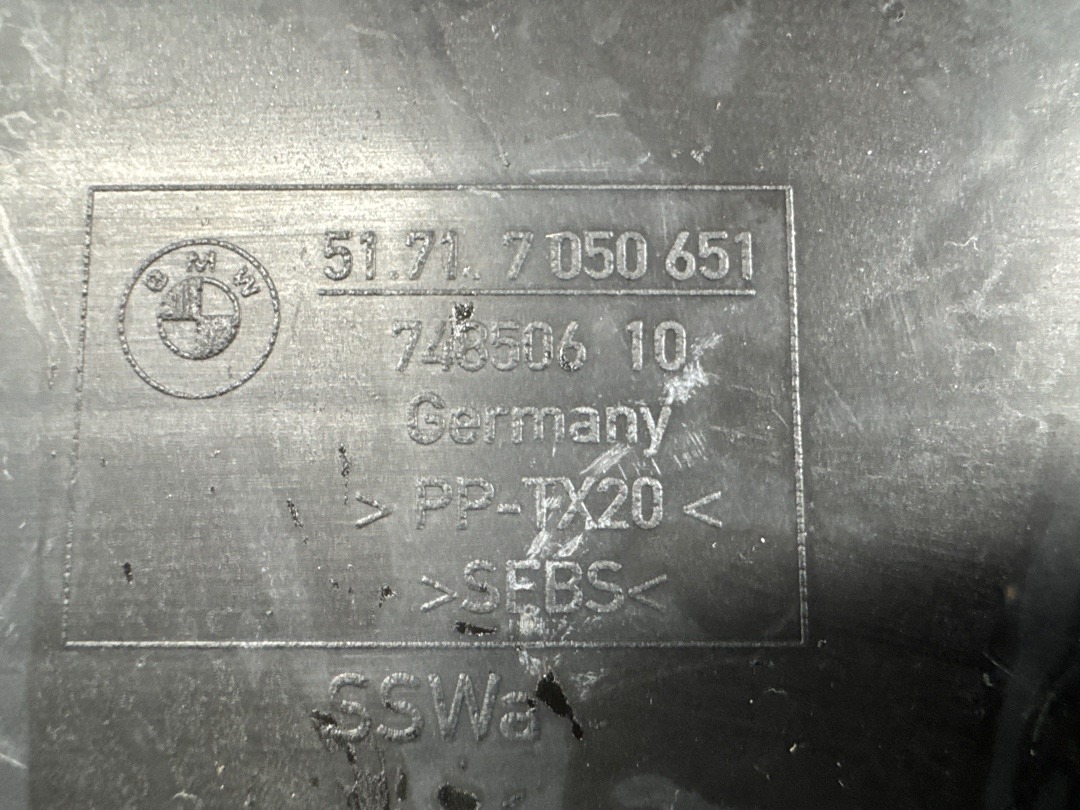 BMW
51.71. 7 050 651
748506 10
Germany
> PP-TX20 <
>SEBS<
SSWa